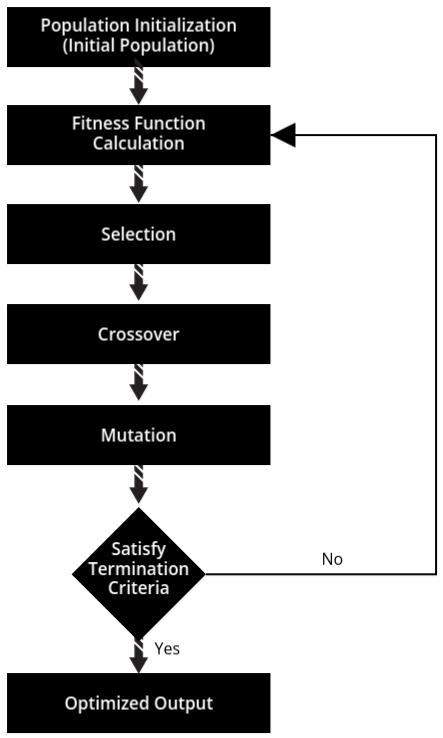 Population Initialization
(Initial Population)
Fitness Function
Calculation
Selection
Crossover
Mutation
Satisfy
Termination
Criteria
No
Yes
Optimized Output